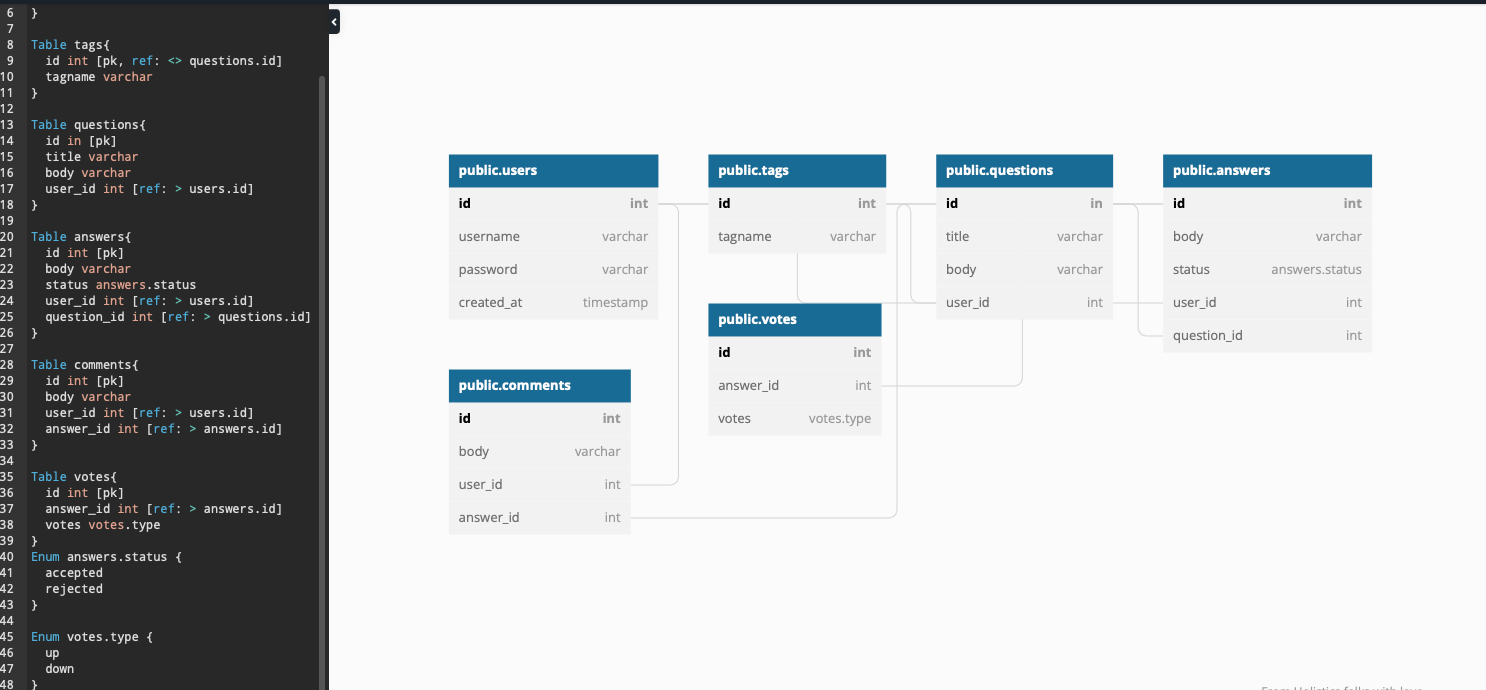 6 }
7
8 Table tags{
9 id int [pk, ref: <> questions.id]
10 tagname varchar
11 }
12
13 Table questions{
14 id in [pk]
15 title varchar
16 body varchar
17 user_id int [ref: > users.id]
18 }
19
20 Table answers{
21 id int [pk]
22 body varchar
23 status answers.status
24 user_id int [ref: > users.id]
25 question_id int [ref: > questions.id]
26 }
27
28 Table comments{
29 id int [pk]
30 body varchar
31 user_id int [ref: > users.id]
32 answer_id int [ref: > answers.id]
33 }
34
35 Table votes{
36 id int [pk]
37 answer_id int [ref: > answers.id]
38 votes votes.type
39 }
40 Enum answers.status {
41 accepted
42 rejected
43 }
44
45 Enum votes.type {
46 up
47 down
48 }
public.users
id int
username varchar
password varchar
created_at timestamp
public.tags
id int
tagname varchar
public.questions
id in
title varchar
body varchar
user_id int
public.answers
id int
body varchar
status answers.status
user_id int
question_id int
public.votes
id int
answer_id int
votes votes.type
public.comments
id int
body varchar
user_id int
answer_id int